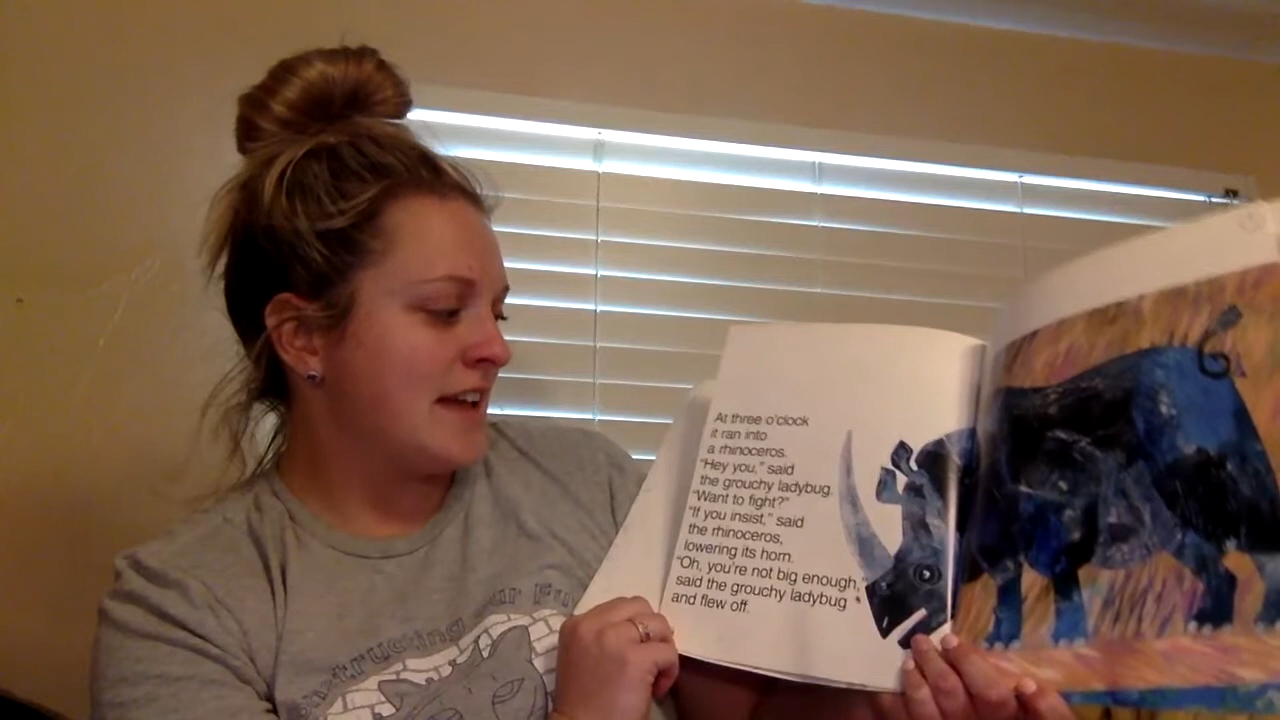 At three o'clock
it ran into
a rhinoceros.
"Hey you," said
the grouchy ladybug.
"Want to fight?"
"If you insist," said
the rhinoceros,
lowering its horn.
"Oh, you're not big enough,"
said the grouchy ladybug
and flew off.